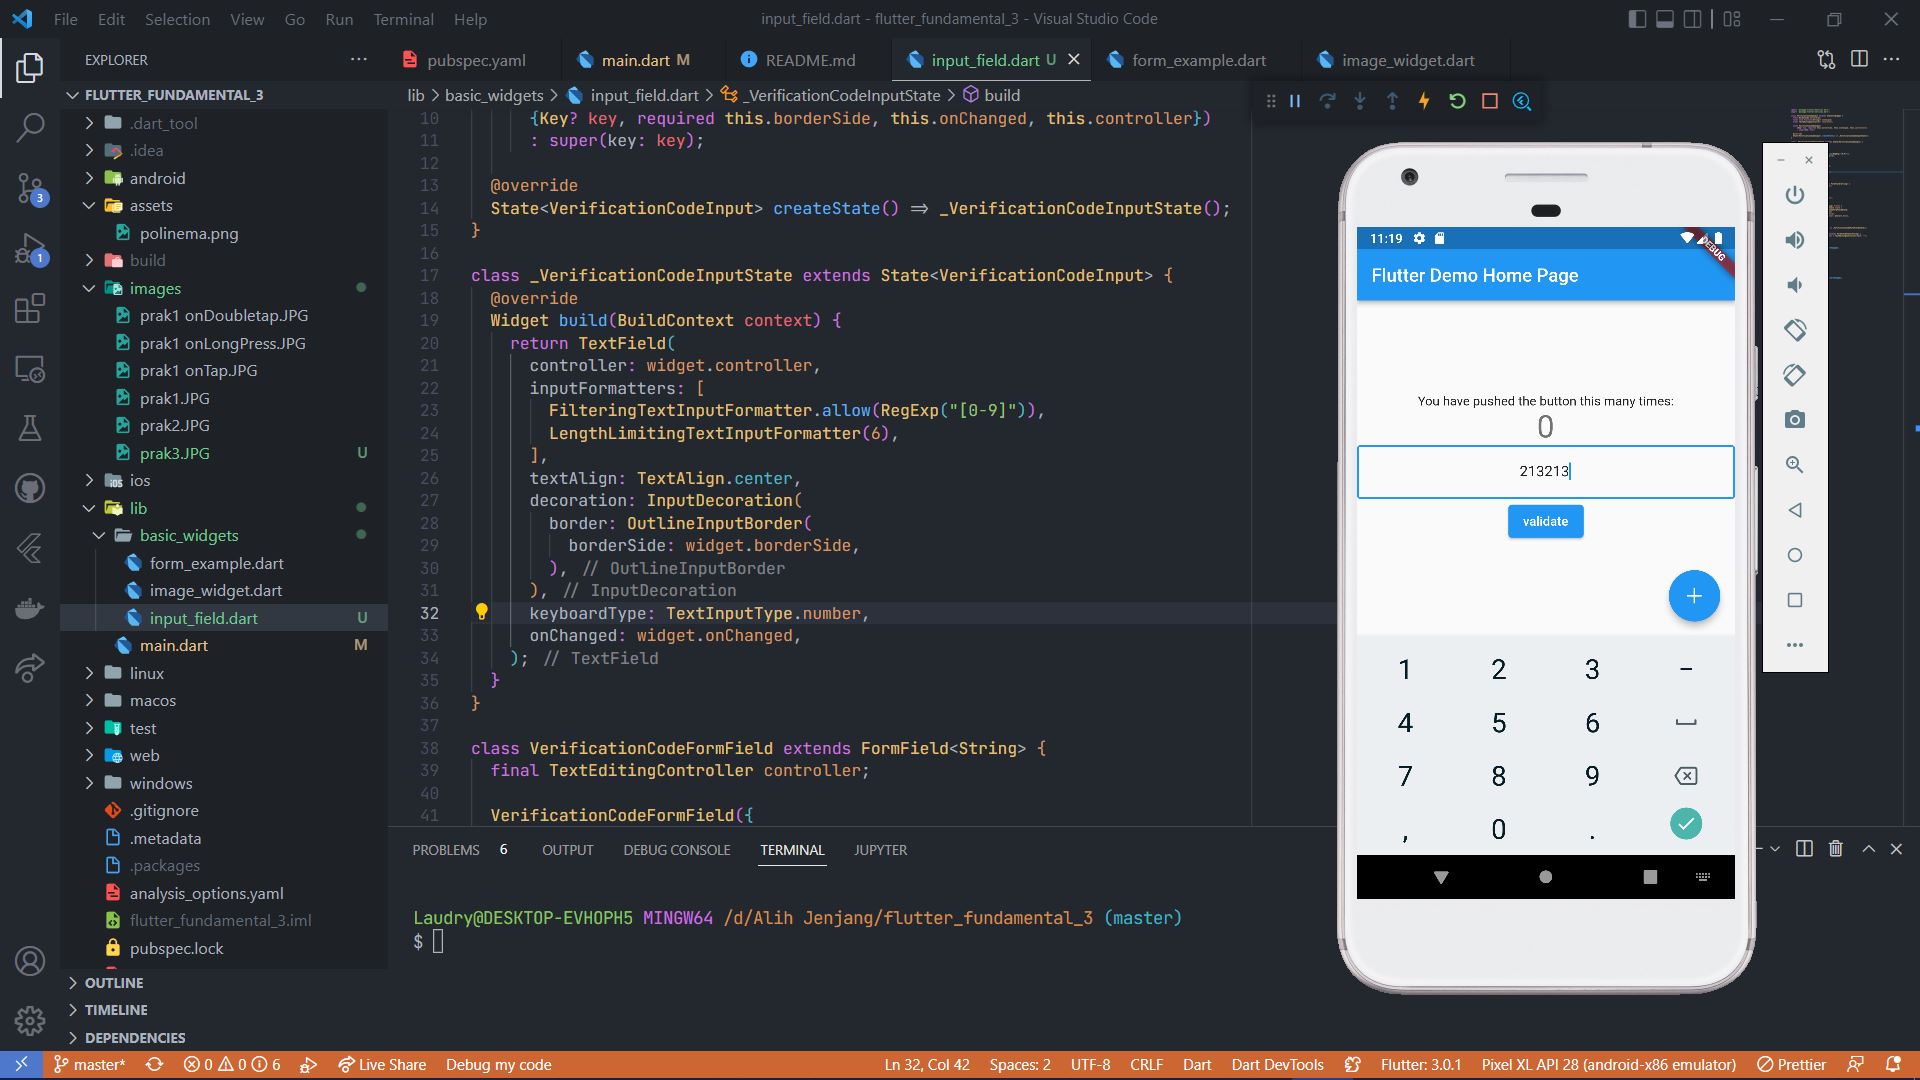 File Edit Selection View Go Run Terminal Help
input_field.dart - flutter_fundamental_3 - Visual Studio Code
EXPLORER
FLUTTER_FUNDAMENTAL_3
.dart_tool
.idea
android
assets
polinema.png
build
images
prak1 onDoubletap.JPG
prak1 onLongPress.JPG
prak1 onTap.JPG
prak1.JPG
prak2.JPG
prak3.JPG U
ios
lib
basic_widgets
form_example.dart
image_widget.dart
input_field.dart U
main.dart M
linux
macos
test
web
windows
.gitignore
.metadata
.packages
analysis_options.yaml
flutter_fundamental_3.iml
pubspec.lock
OUTLINE
TIMELINE
DEPENDENCIES
3
1
pubspec.yaml
main.dart M
README.md
input_field.dart U
form_example.dart
image_widget.dart
lib > basic_widgets > input_field.dart > _VerificationCodeInputState > build
10 {Key? key, required this.borderSide, this.onChanged, this.controller})
11 : super(key: key);
12
13 @override
14 State<VerificationCodeInput> createState() => _VerificationCodeInputState();
15 }
16
17 class _VerificationCodeInputState extends State<VerificationCodeInput> {
18 @override
19 Widget build(BuildContext context) {
20 return TextField(
21 controller: widget.controller,
22 inputFormatters: [
23 FilteringTextInputFormatter.allow(RegExp("[0-9]")),
24 LengthLimitingTextInputFormatter(6),
25 ],
26 textAlign: TextAlign.center,
27 decoration: InputDecoration(
28 border: OutlineInputBorder(
29 borderSide: widget.borderSide,
30 ), // OutlineInputBorder
31 ), // InputDecoration
32 keyboardType: TextInputType.number,
33 onChanged: widget.onChanged,
34 ); // TextField
35 }
36 }
37
38 class VerificationCodeFormField extends FormField<String> {
39 final TextEditingController controller;
40
41 VerificationCodeFormField({
PROBLEMS 6 OUTPUT DEBUG CONSOLE TERMINAL JUPYTER
Laudry@DESKTOP-EVHOPH5 MINGW64 /d/Alih Jenjang/flutter_fundamental_3 (master)
$
11:19
DEBUG
Flutter Demo Home Page
You have pushed the button this many times:
0
213213
validate
+
1 2 3 -
4 5 6
7 8 9
, 0 .
master* 0 0 6 Live Share Debug my code
Ln 32, Col 42 Spaces: 2 UTF-8 CRLF Dart Dart DevTools Flutter: 3.0.1 Pixel XL API 28 (android-x86 emulator) Prettier